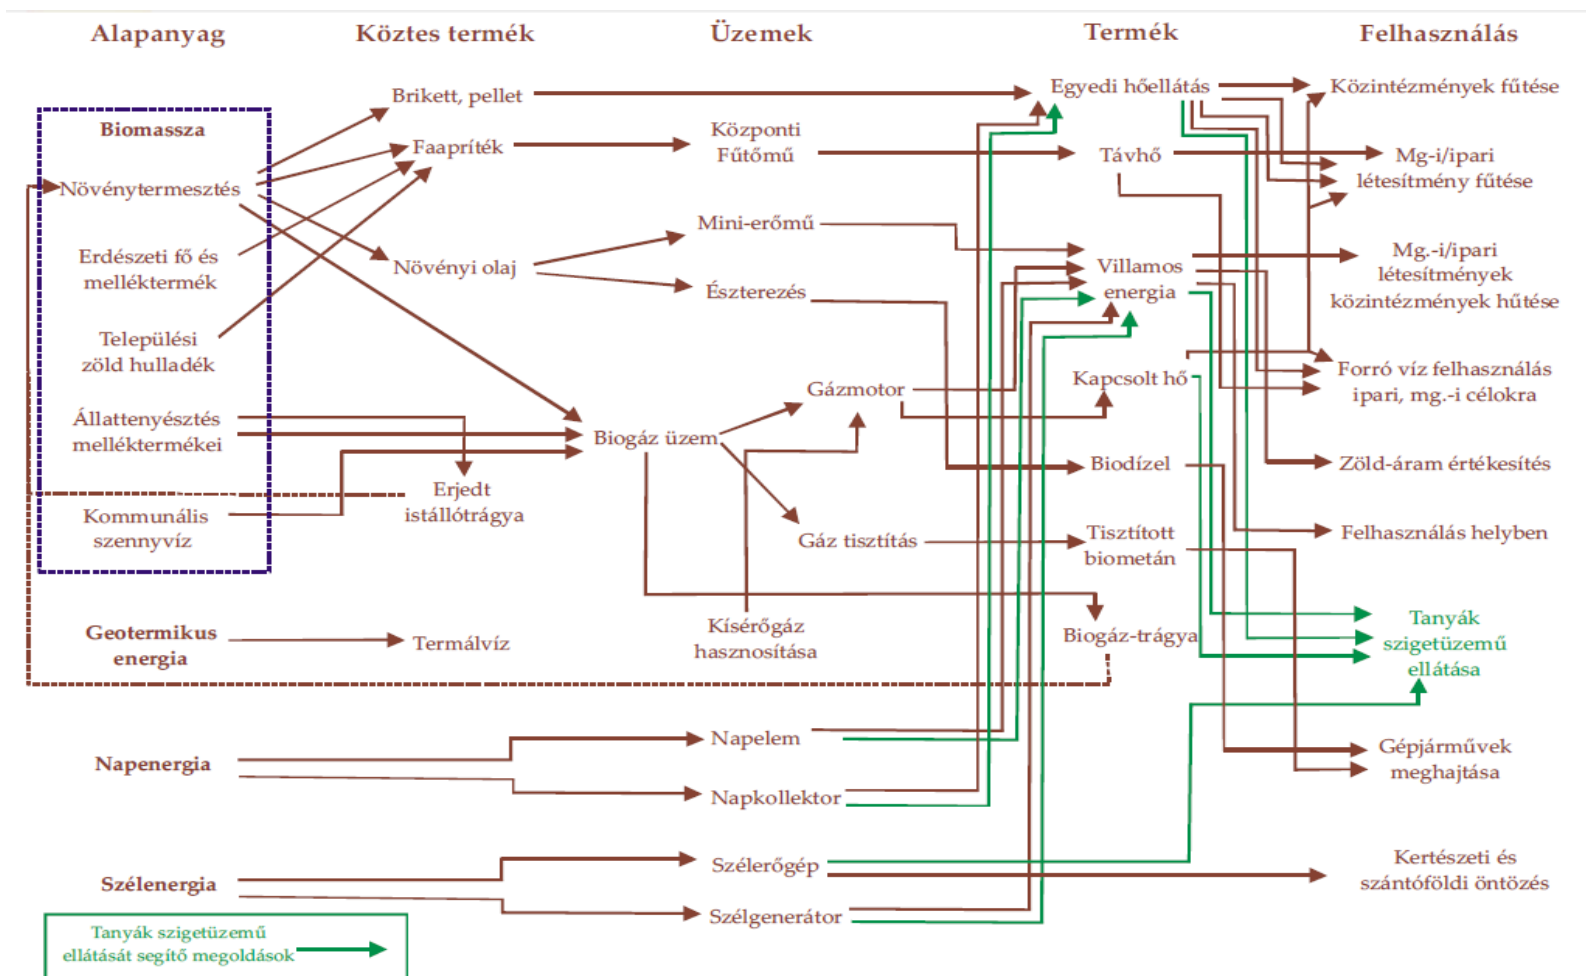 Alapanyag
Köztes termék
Üzemek
Termék
Felhasználás
Biomassza
Növénytermesztés
Erdészeti fő és
melléktermék
Települési
zöld hulladék
Állattenyésztés
melléktermékei
Kommunális
szennyvíz
Geotermikus
energia
Napenergia
Szélenergia
Brikett, pellet
Faapríték
Növényi olaj
Erjedt
istállótrágya
Termálvíz
Központi
Fűtőmű
Mini-erőmű
Észterezés
Gázmotor
Biogáz üzem
Gáz tisztítás
Kísérőgáz
hasznosítása
Napelem
Napkollektor
Szélerőgép
Szélgenerátor
Egyedi hőellátás
Távhő
Villamos
energia
Kapcsolt hő
Biodízel
Tisztított
biometán
Biogáz-trágya
Közintézmények fűtése
Mg-i/ipari
létesítmény fűtése
Mg.-i/ipari
létesítmények
közintézmények hűtése
Forró víz felhasználás
ipari, mg.-i célokra
Zöld-áram értékesítés
Felhasználás helyben
Tanyák
szigetüzemű
ellátása
Gépjárművek
meghajtása
Kertészeti és
szántóföldi öntözés
Tanyák szigetüzemű
ellátását segítő megoldások